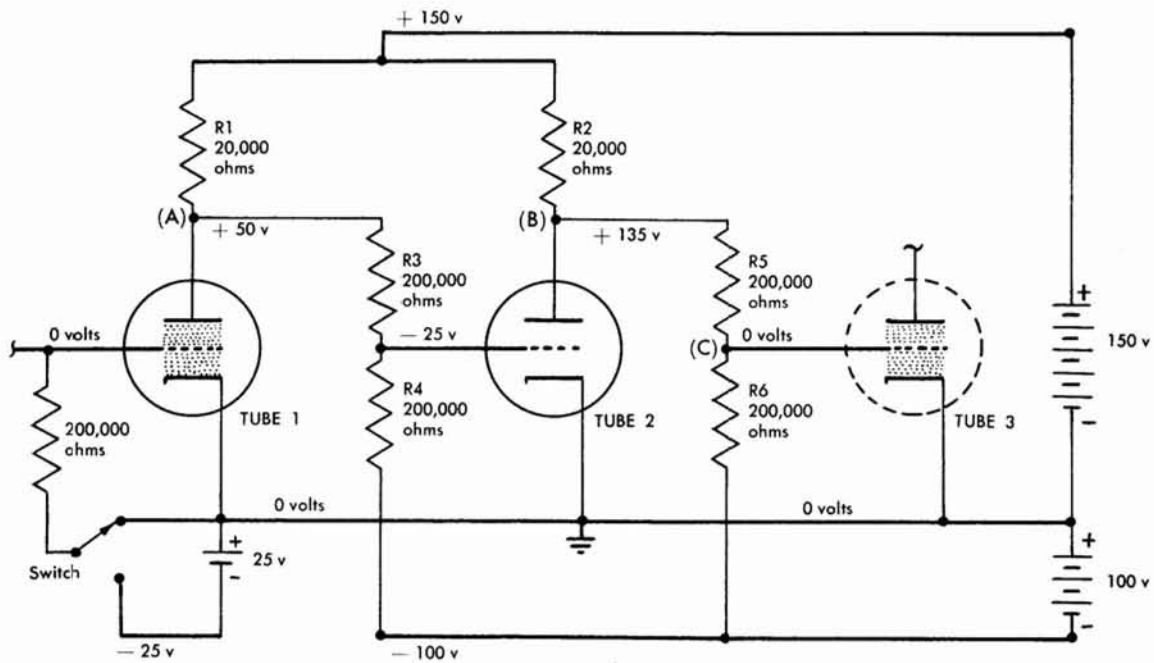 + 150 v
R1
20,000
ohms
R2
20,000
ohms
(A)
+ 50 v
(B)
+ 135 v
R3
200,000
ohms
R5
200,000
ohms
+
150 v
-
0 volts
— 25 v
(C)
0 volts
TUBE 1
R4
200,000
ohms
TUBE 2
R6
200,000
ohms
TUBE 3
200,000
ohms
0 volts
0 volts
Switch
+
25 v
-
+
100 v
-
— 25 v
— 100 v